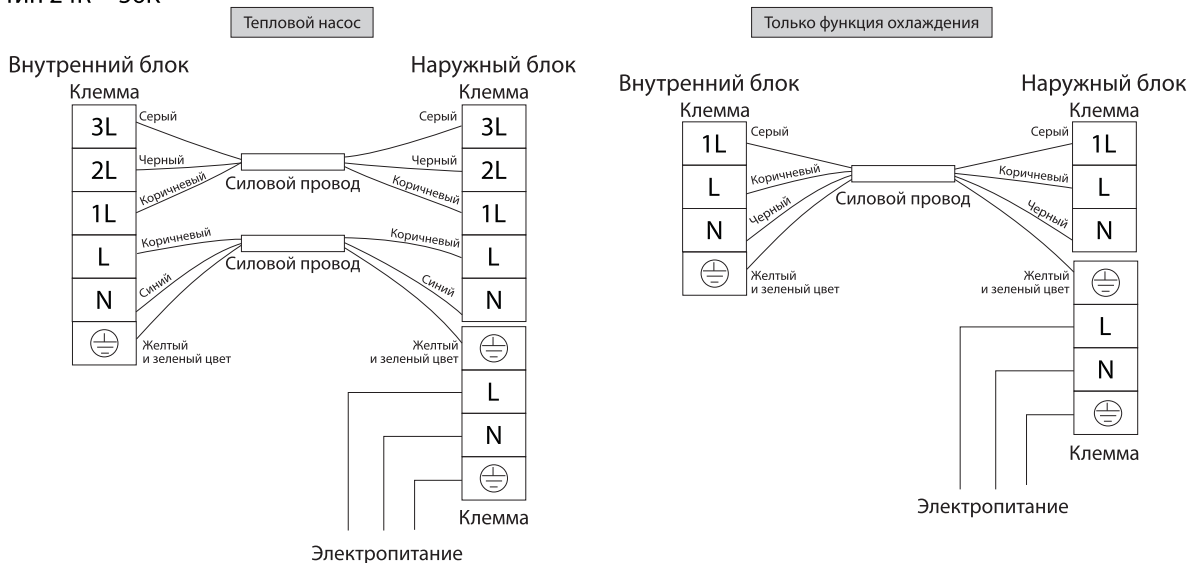 Тепловой насос
Внутренний блок
Наружный блок
Клемма
Клемма
3L
Серый
Серый
3L
2L
Черный
Черный
2L
Силовой провод
1L
Коричневый
Коричневый
1L
L
Коричневый
Коричневый
L
Силовой провод
N
Синий
Синий
N
Желтый
и зеленый цвет
Желтый
и зеленый цвет
L
N
Клемма
Электропитание
Только функция охлаждения
Внутренний блок
Наружный блок
Клемма
Клемма
1L
Серый
Серый
1L
L
Коричневый
Коричневый
L
Силовой провод
N
Черный
Черный
N
Желтый
и зеленый цвет
Желтый
и зеленый цвет
L
N
Клемма
Электропитание